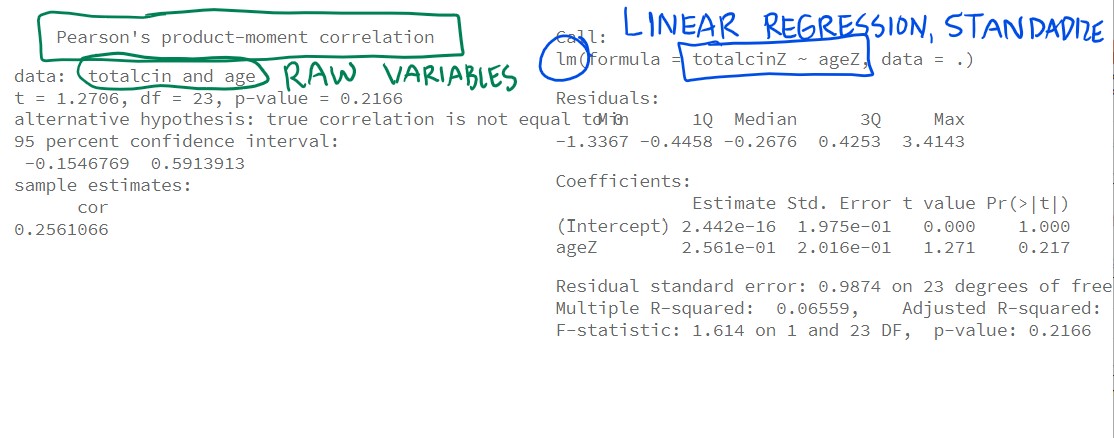 Pearson's product-moment correlation
data: totalcin and age RAW VARIABLES
t = 1.2706, df = 23, p-value = 0.2166
alternative hypothesis: true correlation is not equal to 0
95 percent confidence interval:
-0.1546769 0.5913913
sample estimates:
cor
0.2561066
LINEAR REGRESSION, STANDADIZE
Call:
lm(formula = totalcinZ ~ ageZ, data = .)
Residuals:
Min 1Q Median 3Q Max
-1.3367 -0.4458 -0.2676 0.4253 3.4143
Coefficients:
Estimate Std. Error t value Pr(>|t|)
(Intercept) 2.442e-16 1.975e-01 0.000 1.000
ageZ 2.561e-01 2.016e-01 1.271 0.217
Residual standard error: 0.9874 on 23 degrees of free
Multiple R-squared: 0.06559, Adjusted R-squared:
F-statistic: 1.614 on 1 and 23 DF, p-value: 0.2166